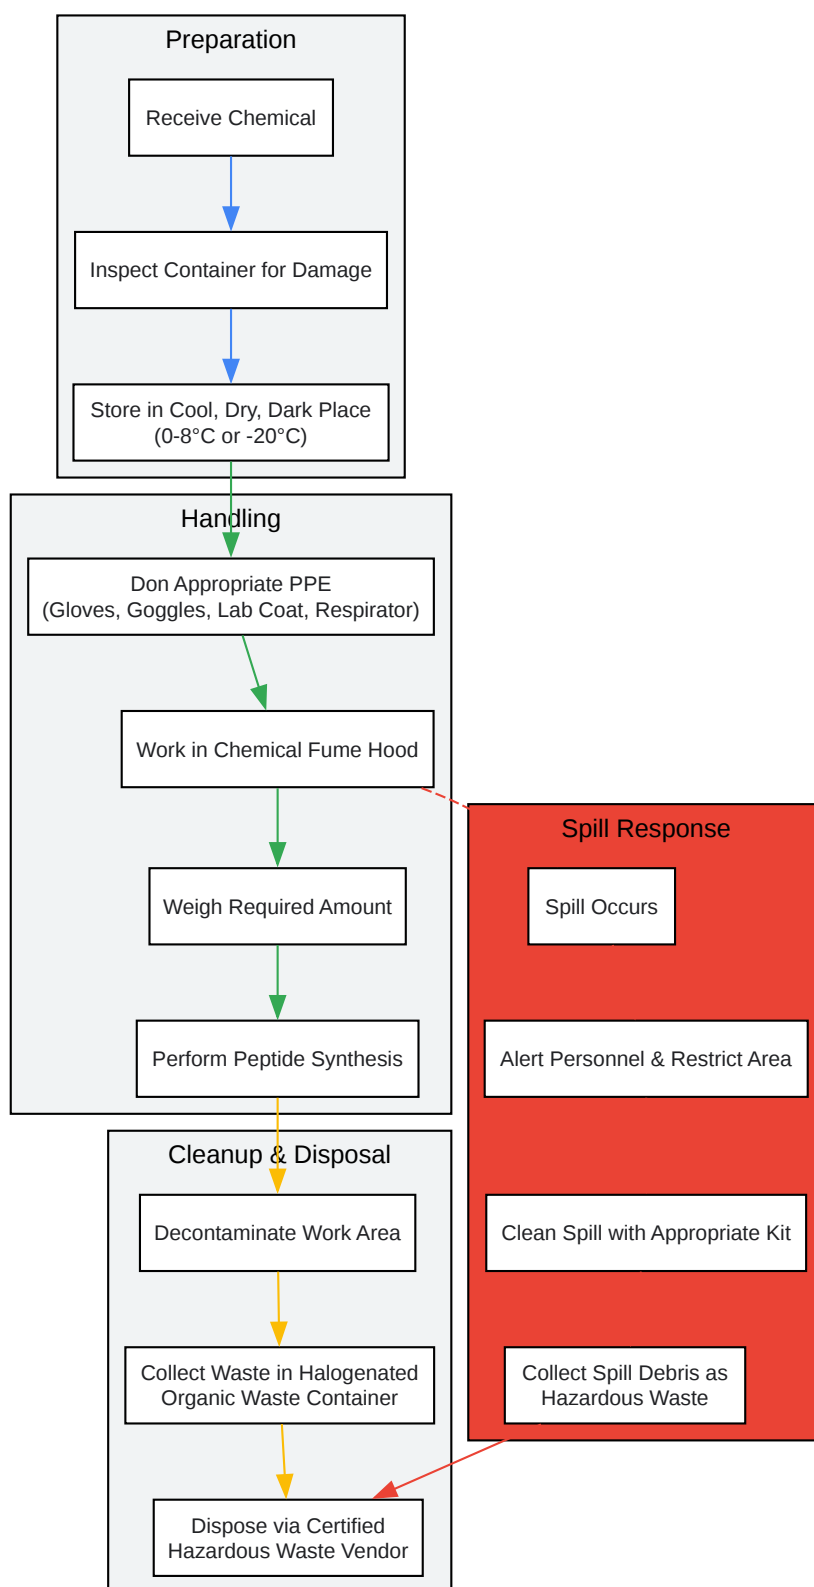 Preparation
Receive Chemical
Inspect Container for Damage
Store in Cool, Dry, Dark Place
(0-8°C or -20°C)
Handling
Don Appropriate PPE
(Gloves, Goggles, Lab Coat, Respirator)
Work in Chemical Fume Hood
Weigh Required Amount
Perform Peptide Synthesis
Spill Response
Spill Occurs
Alert Personnel & Restrict Area
Clean Spill with Appropriate Kit
Collect Spill Debris as
Hazardous Waste
Cleanup & Disposal
Decontaminate Work Area
Collect Waste in Halogenated
Organic Waste Container
Dispose via Certified
Hazardous Waste Vendor